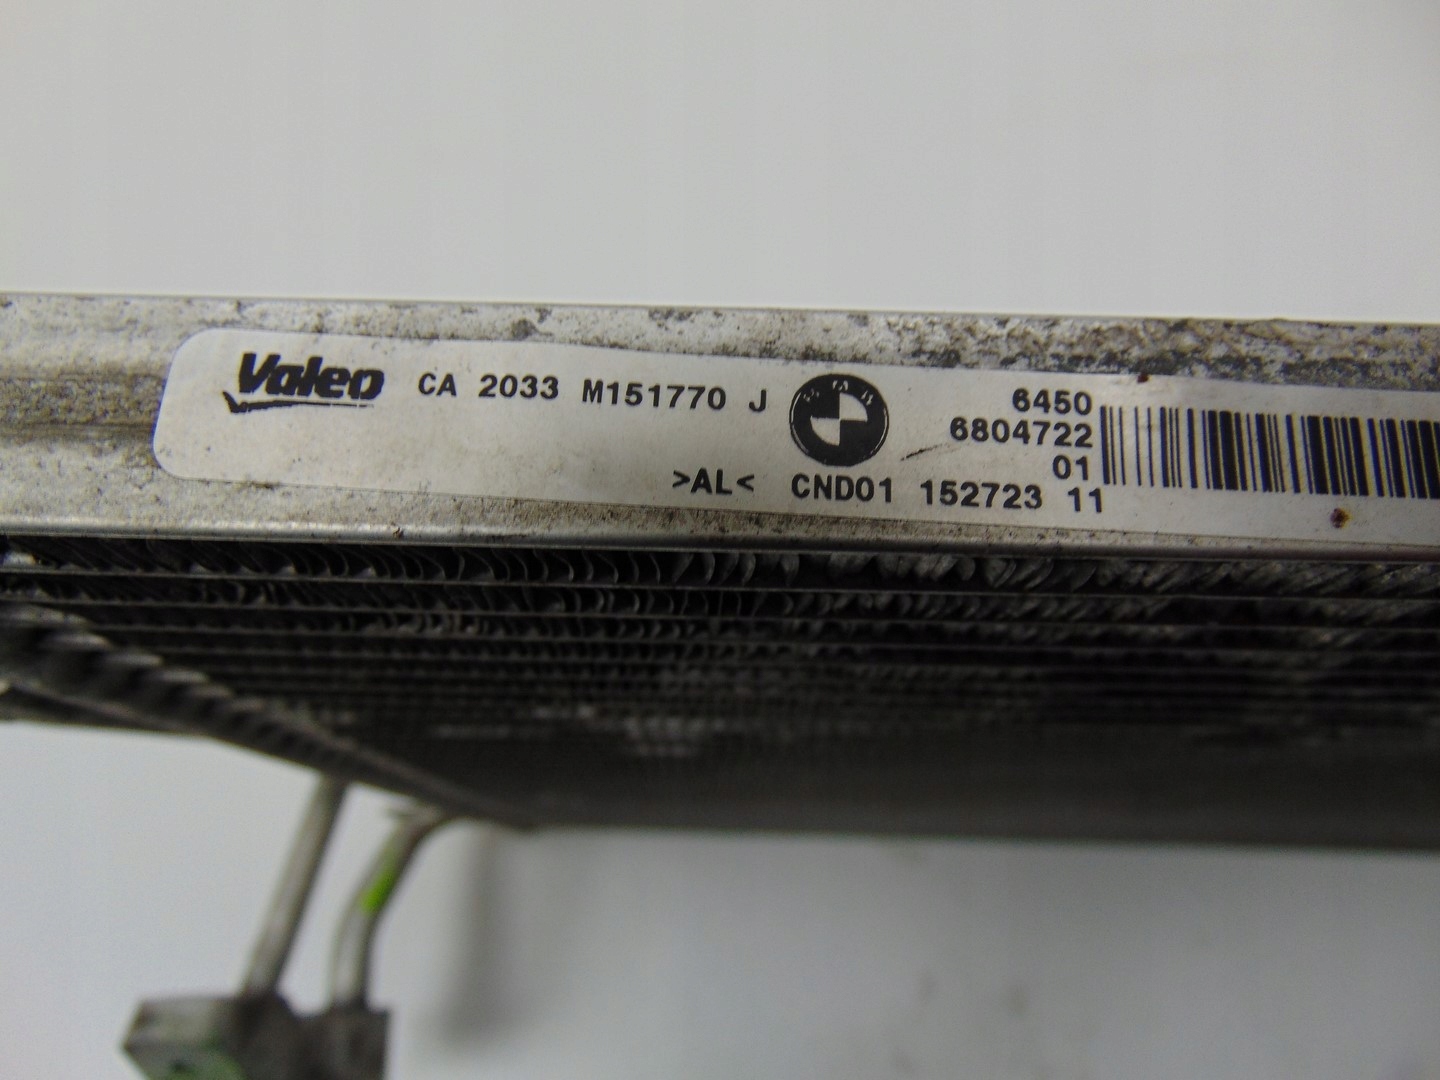 Valeo CA 2033 M151770 J
6450
6804722
01
>AL< CND01 152723 11